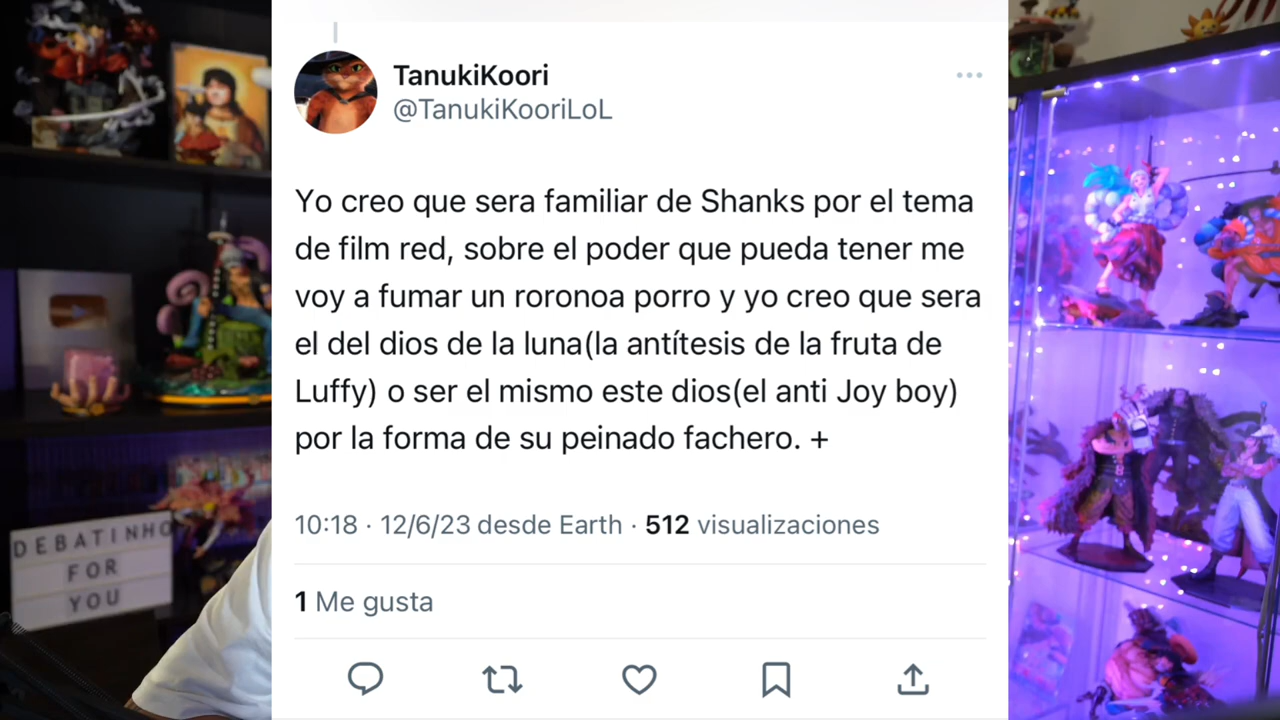 TanukiKoori
@TanukiKooriLoL
Yo creo que sera familiar de Shanks por el tema
de film red, sobre el poder que pueda tener me
voy a fumar un roronoa porro y yo creo que sera
el del dios de la luna(la antítesis de la fruta de
Luffy) o ser el mismo este dios(el anti Joy boy)
por la forma de su peinado fachero. +
10:18 · 12/6/23 desde Earth · 512 visualizaciones
1 Me gusta
DEBATINHO
FOR
YOU